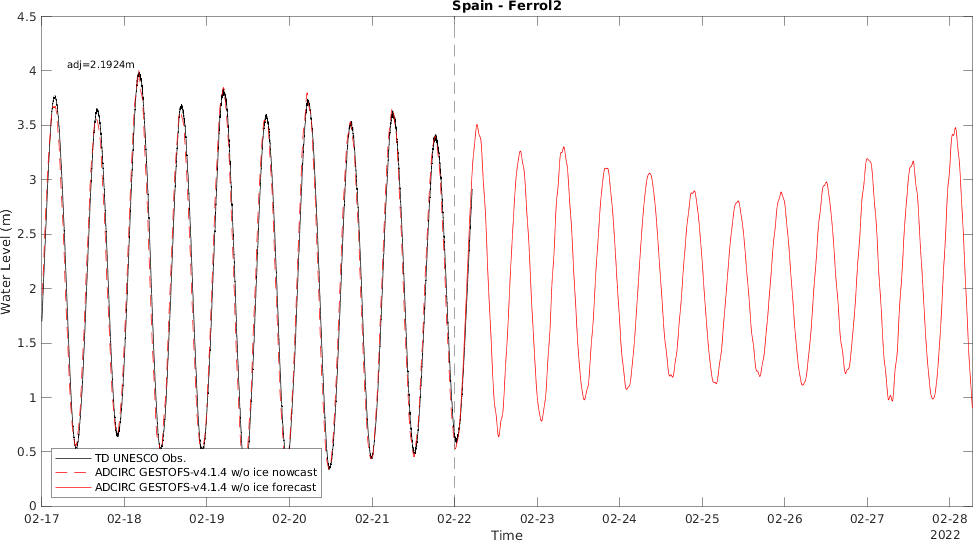 Spain - Ferrol2
adj=2.1924m
Water Level (m)
4.5
4
3.5
3
2.5
2
1.5
1
0.5
0
TD UNESCO Obs.
ADCIRC GESTOFS-v4.1.4 w/o ice nowcast
ADCIRC GESTOFS-v4.1.4 w/o ice forecast
02-17 02-18 02-19 02-20 02-21 02-22 02-23 02-24 02-25 02-26 02-27 02-28
2022
Time